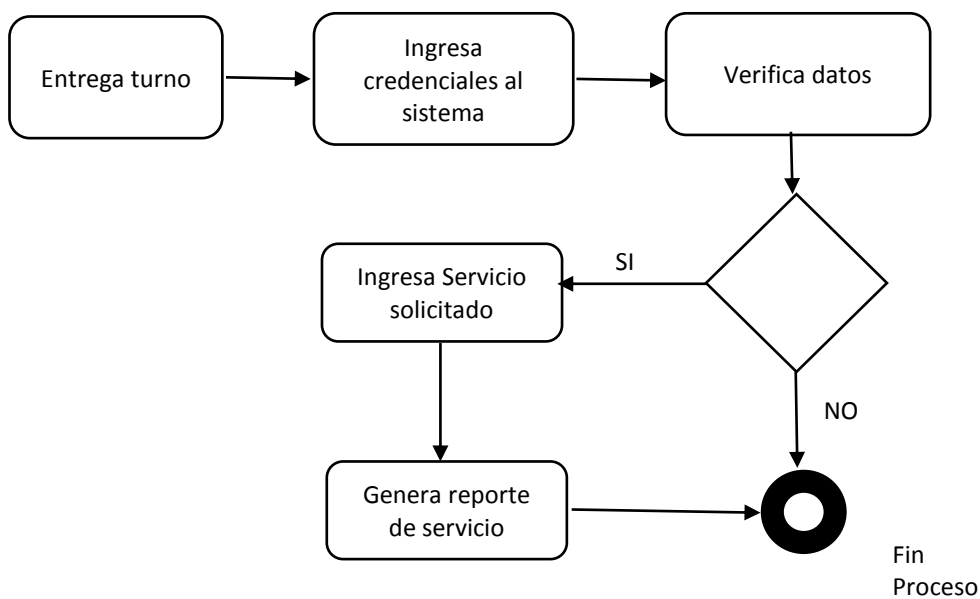 Entrega turno
Ingresa
credenciales al
sistema
Verifica datos
SI
Ingresa Servicio
solicitado
NO
Genera reporte
de servicio
Fin
Proceso